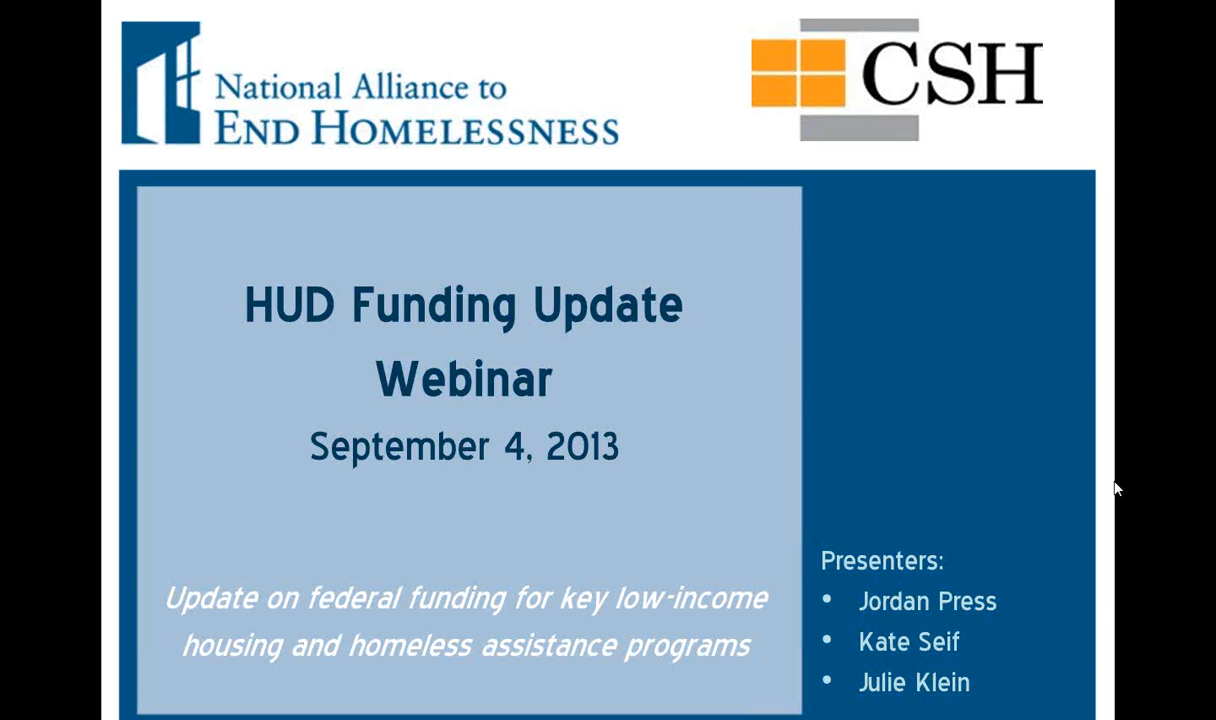 National Alliance to
END HOMELESSNESS
CSH
HUD Funding Update
Webinar
September 4, 2013
Update on federal funding for key low-income
housing and homeless assistance programs
Presenters:
• Jordan Press
• Kate Seif
• Julie Klein